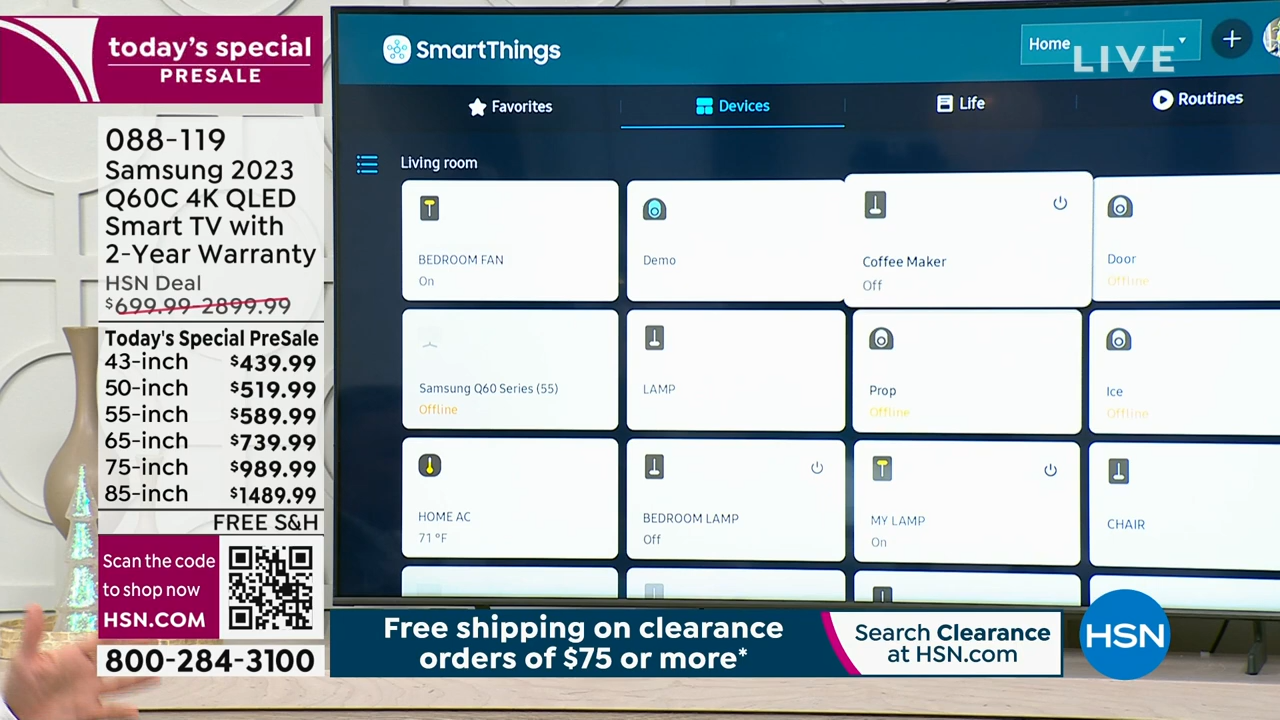 today's special
PRESALE
088-119
Samsung 2023
Q60C 4K QLED
Smart TV with
2-Year Warranty
HSN Deal
$699.99-2899.99
Today's Special PreSale
43-inch $439.99
50-inch $519.99
55-inch $589.99
65-inch $739.99
75-inch $989.99
85-inch $1489.99
FREE S&H
Scan the code
to shop now
HSN.COM
800-284-3100
SmartThings
Home
LIVE
Favorites
Devices
Life
Routines
Living room
BEDROOM FAN
On
Demo
Coffee Maker
Off
Door
Offline
Samsung Q60 Series (55)
Offline
LAMP
Prop
Offline
Ice
Offline
HOME AC
71 °F
BEDROOM LAMP
Off
MY LAMP
On
CHAIR
Free shipping on clearance
orders of $75 or more*
Search Clearance
at HSN.com
HSN